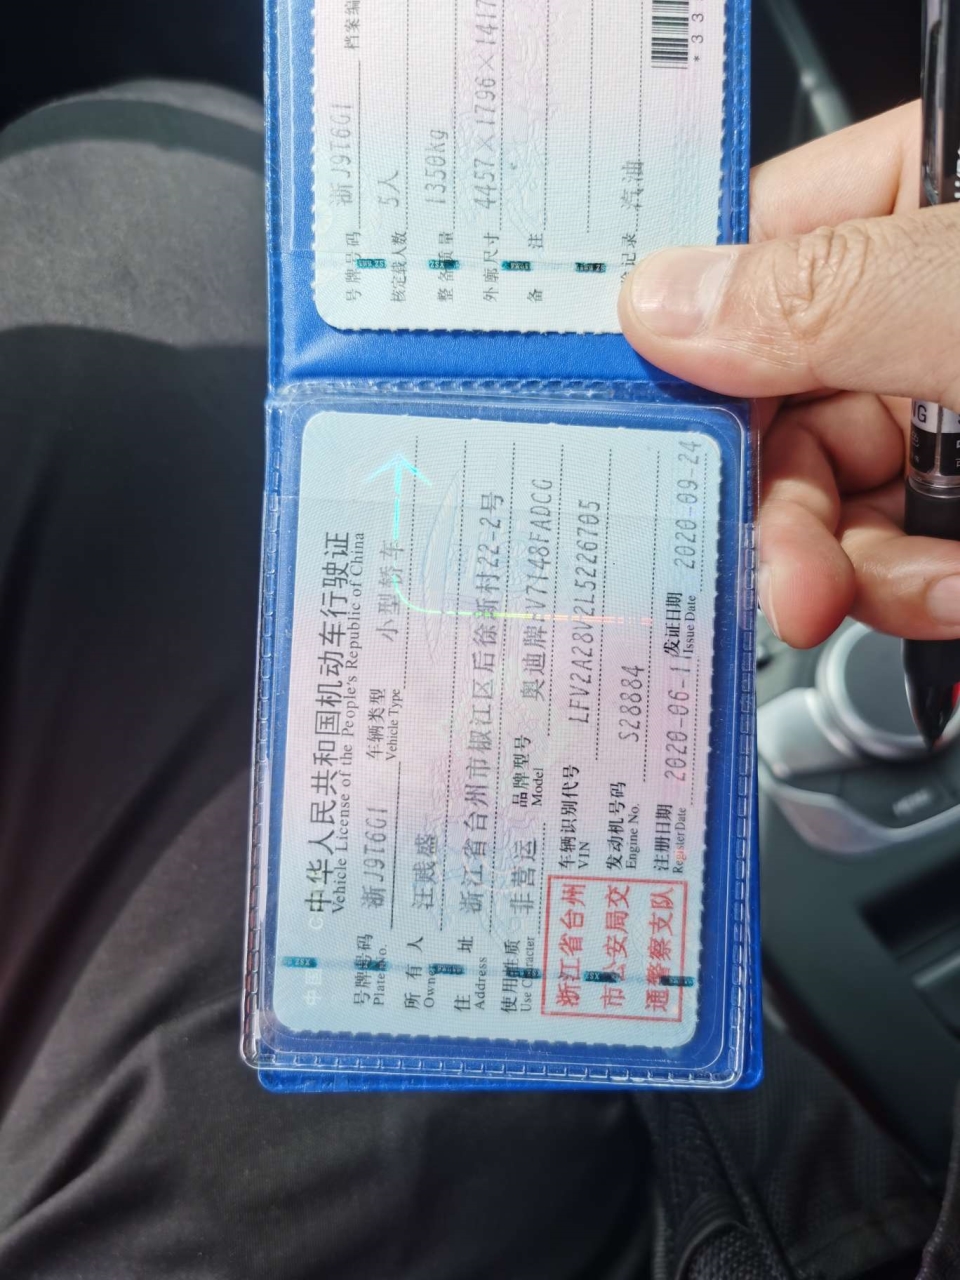 中华人民共和国机动车行驶证
Vehicle License of the People's Republic of China
号牌号码 浙J9T6G1 车辆类型 小型轿车
Plate No. Vehicle Type
所有人 汪贱盛
Owner
住址 浙江省台州市椒江区后徐新村22-2号
Address
使用性质 非营运 品牌型号 奥迪牌FV7148FADCG
Use Character Model
浙江省台州
市公安局交
通警察支队
车辆识别代号 LFV2A28V2L5226705
VIN
发动机号码 S28884
Engine No.
注册日期 2020-06-11 发证日期 2020-09-24
Register Date Issue Date
号牌号码 浙J9T6G1 档案编
核定载人数 5人
整备质量 1350kg
外廓尺寸 4457×1796×1417
备注
记录 汽油
*33